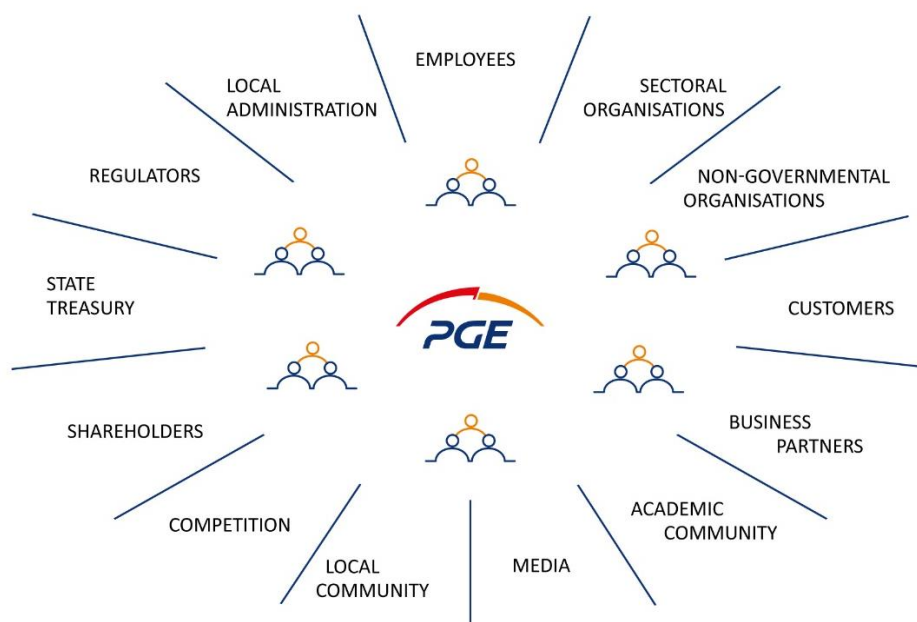 EMPLOYEES
SECTORAL
ORGANISATIONS
NON-GOVERNMENTAL
ORGANISATIONS
CUSTOMERS
BUSINESS
PARTNERS
ACADEMIC
COMMUNITY
MEDIA
LOCAL
COMMUNITY
COMPETITION
SHAREHOLDERS
STATE
TREASURY
REGULATORS
LOCAL
ADMINISTRATION
PGE